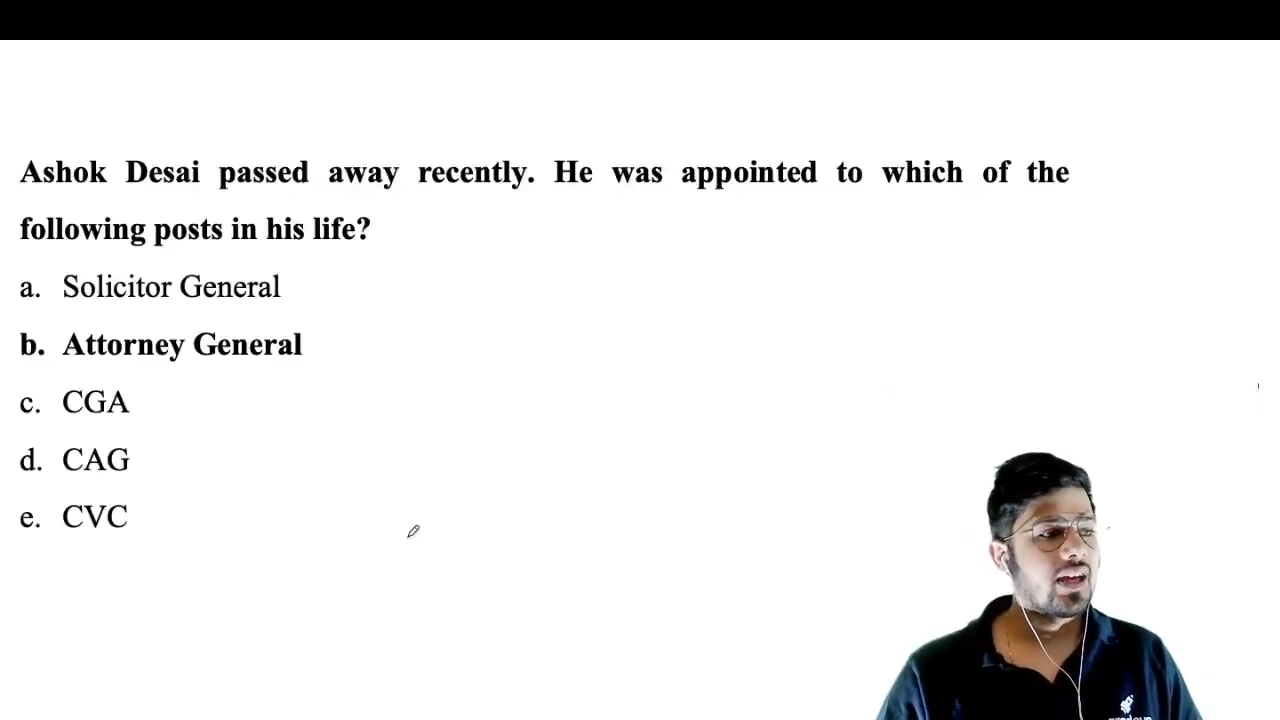 Ashok Desai passed away recently. He was appointed to which of the
following posts in his life?
a. Solicitor General
b. Attorney General
c. CGA
d. CAG
e. CVC